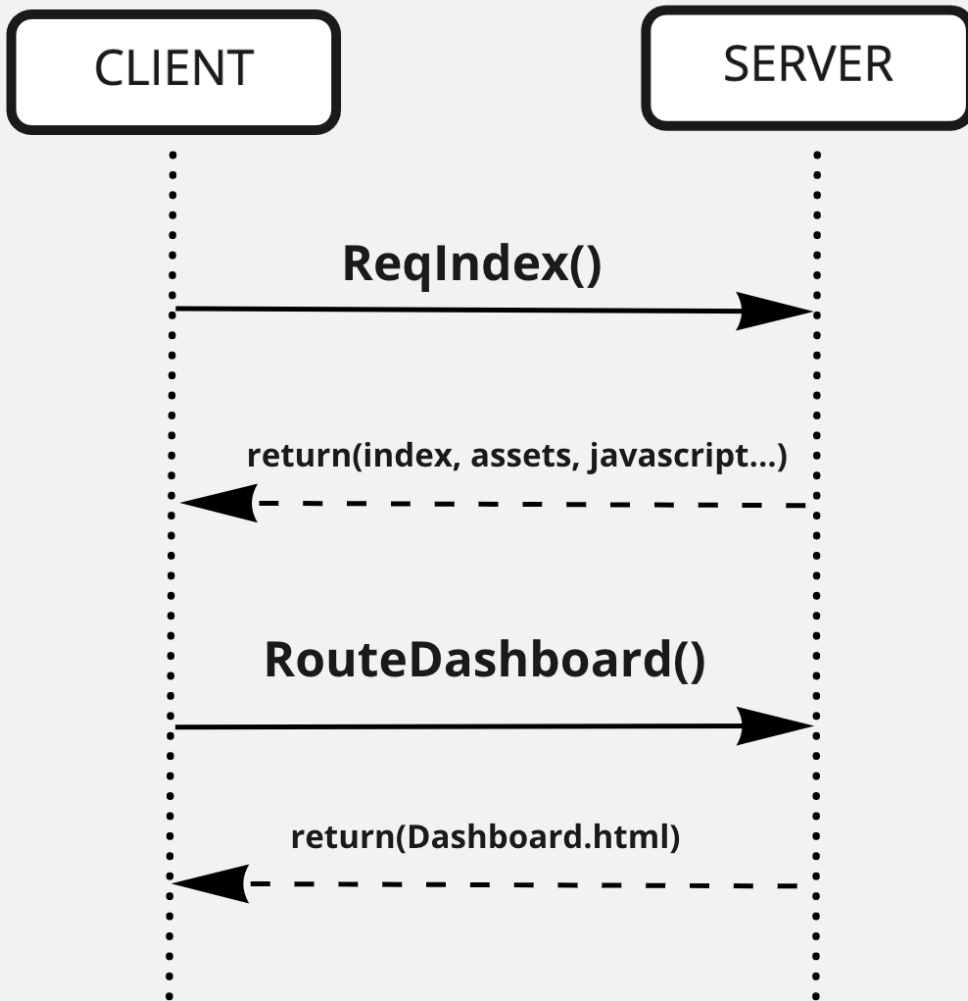 CLIENT
SERVER
ReqIndex()
return(index, assets, javascript...)
RouteDashboard()
return(Dashboard.html)